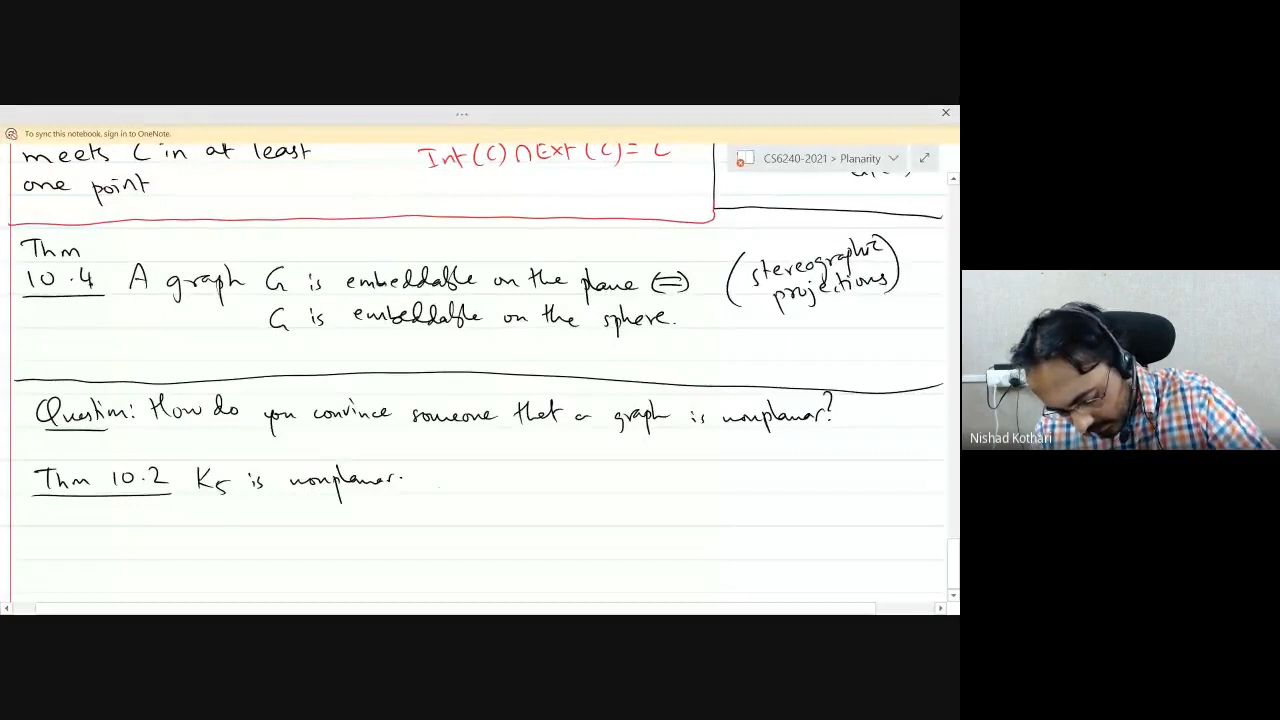 To sync this notebook, sign in to OneNote.
meets C in at least
one point
Int(C) ∩ Ext(C) = C
CS6240-2021 > Planarity
Thm
10.4 A graph G is embeddable on the plane ⇔
G is embeddable on the sphere.
(stereographic
projections)
Question: How do you convince someone that a graph is nonplanar?
Thm 10.2 K5 is nonplanar.
Nishad Kothari